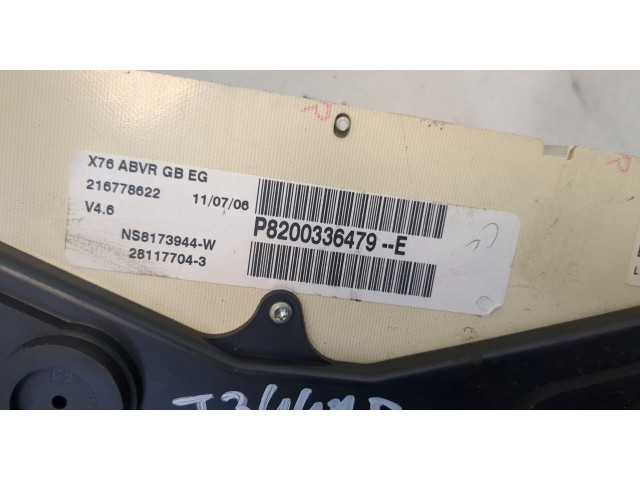 X76 ABVR GB EG
216778622 11/07/06
V4.6
NS8173944-W
28117704-3
P8200336479 --E